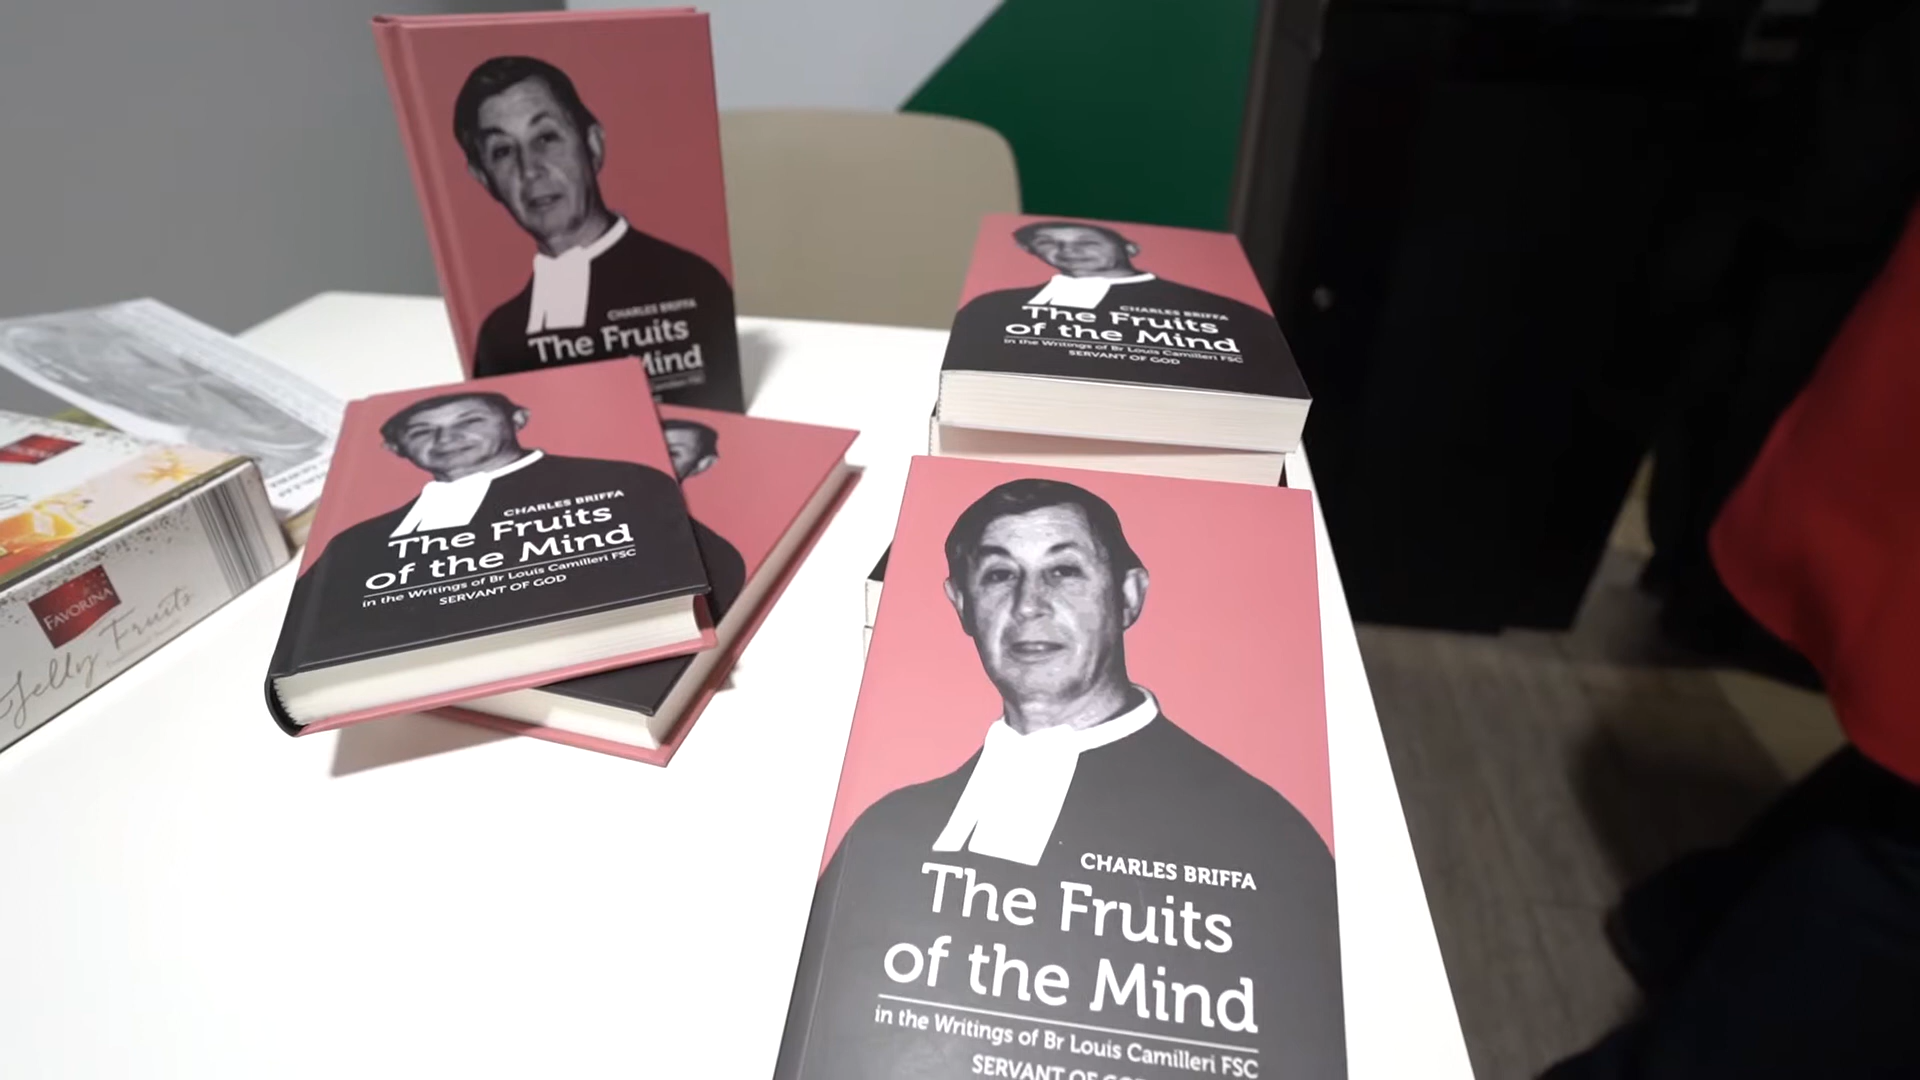 CHARLES BRIFFA
The Fruits
Mind
CHARLES BRIFFA
The Fruits
of the Mind
in the Writings of Br Louis Camilleri FSC
SERVANT OF GOD
CHARLES BRIFFA
The Fruits
of the Mind
in the Writings of Br Louis Camilleri FSC
SERVANT OF GOD
CHARLES BRIFFA
The Fruits
of the Mind
in the Writings of Br Louis Camilleri FSC
SERVANT OF
FAVORINA
Jelly Fruits